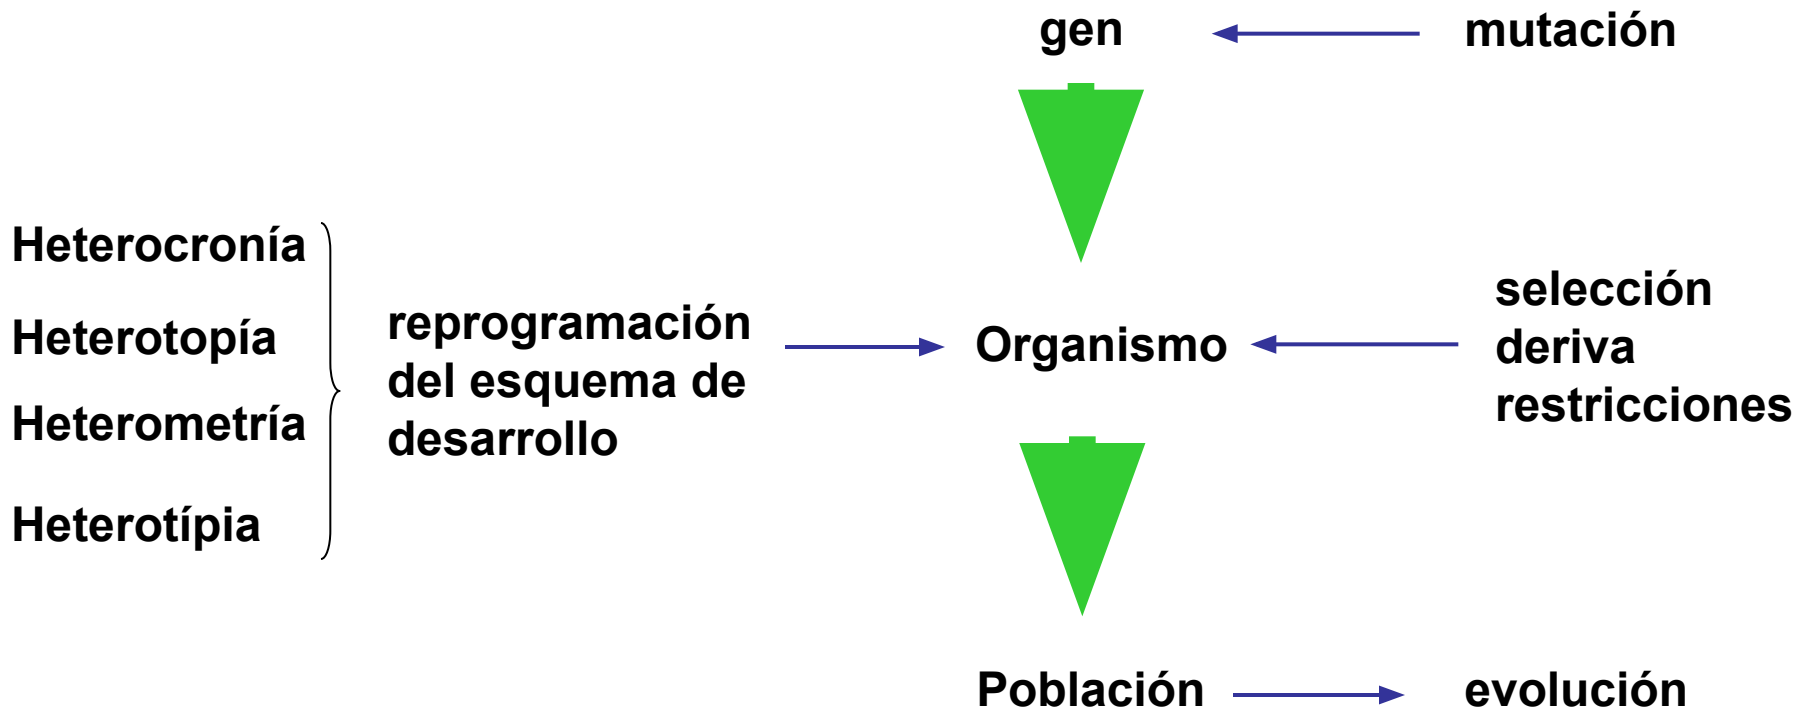 gen
mutación
Heterocronía
Heterotopía
Heterometría
Heterotípia
reprogramación
del esquema de
desarrollo
Organismo
selección
deriva
restricciones
Población
evolución